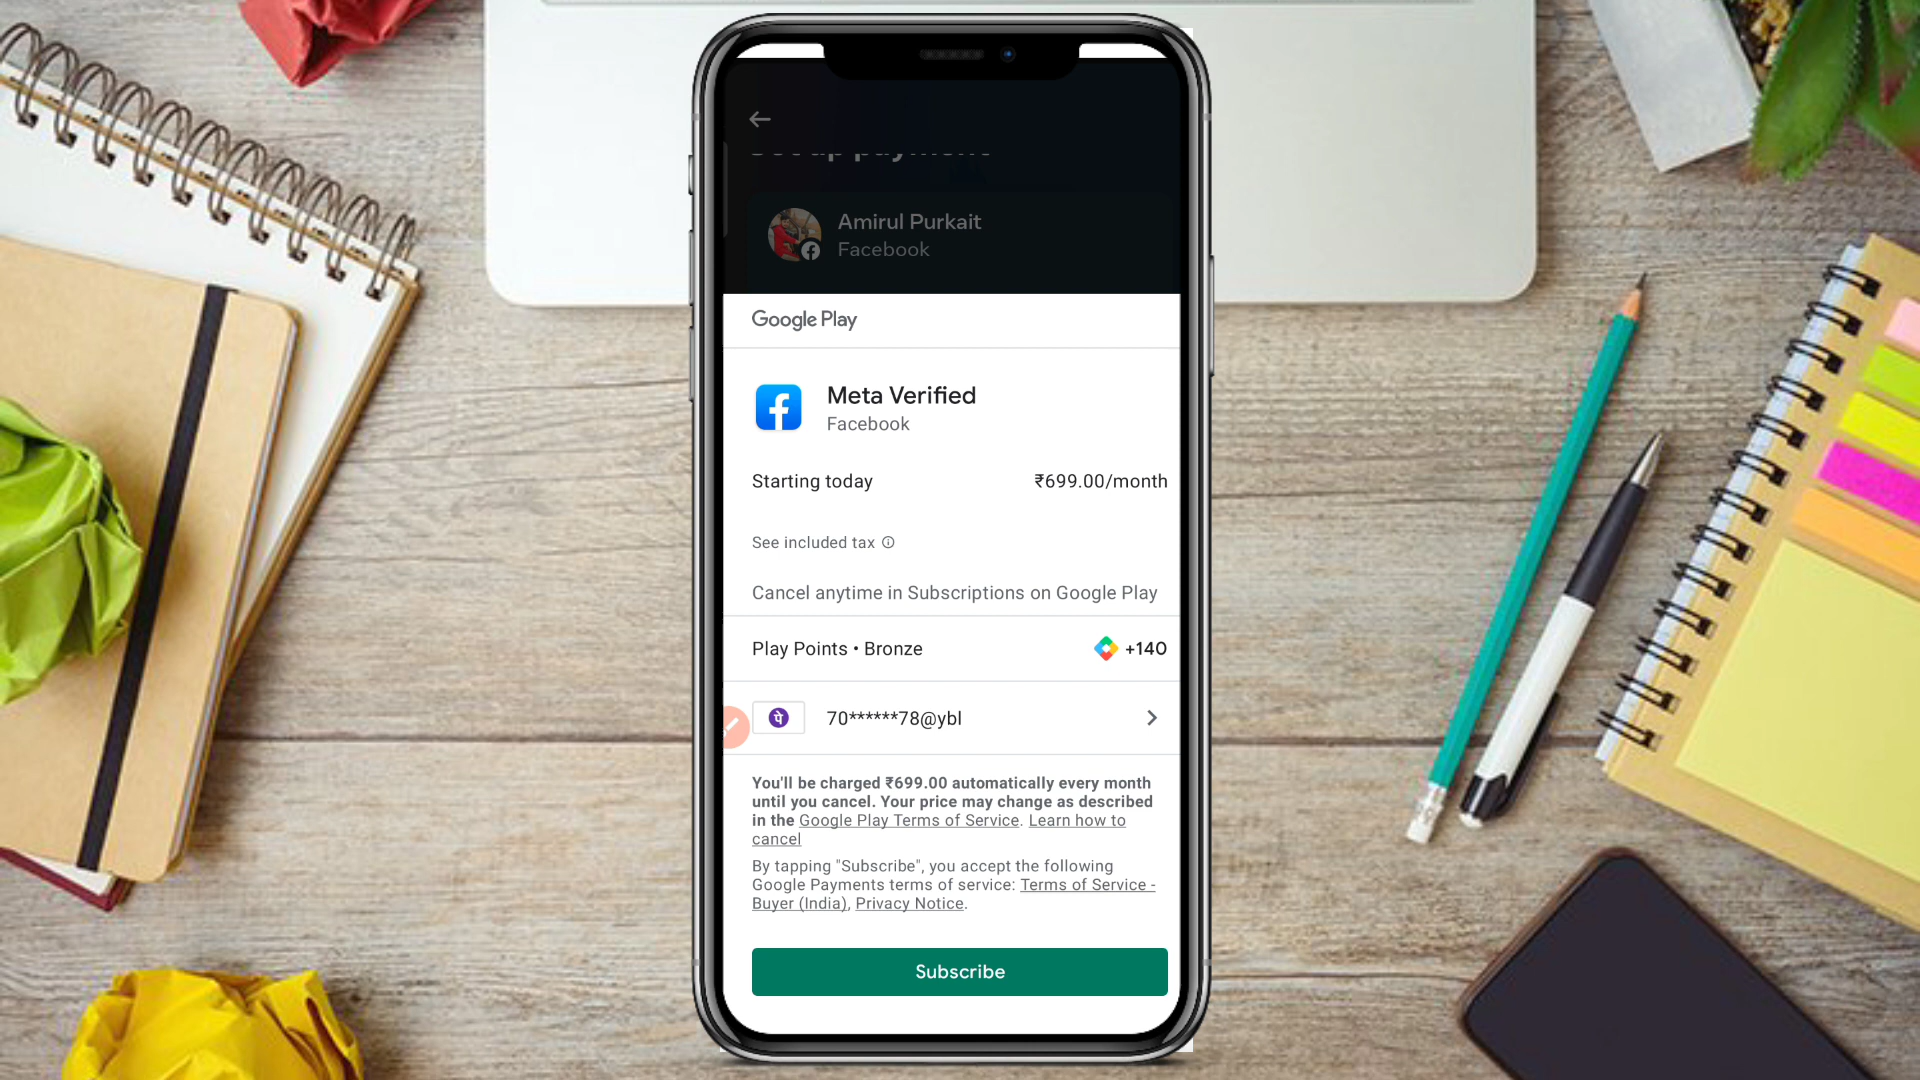 Set up payment
Amirul Purkait
Facebook
Google Play
Meta Verified
Facebook
Starting today ₹699.00/month
See included tax
Cancel anytime in Subscriptions on Google Play
Play Points • Bronze +140
पे 70******78@ybl
You'll be charged ₹699.00 automatically every month
until you cancel. Your price may change as described
in the Google Play Terms of Service. Learn how to
cancel
By tapping "Subscribe", you accept the following
Google Payments terms of service: Terms of Service -
Buyer (India), Privacy Notice.
Subscribe